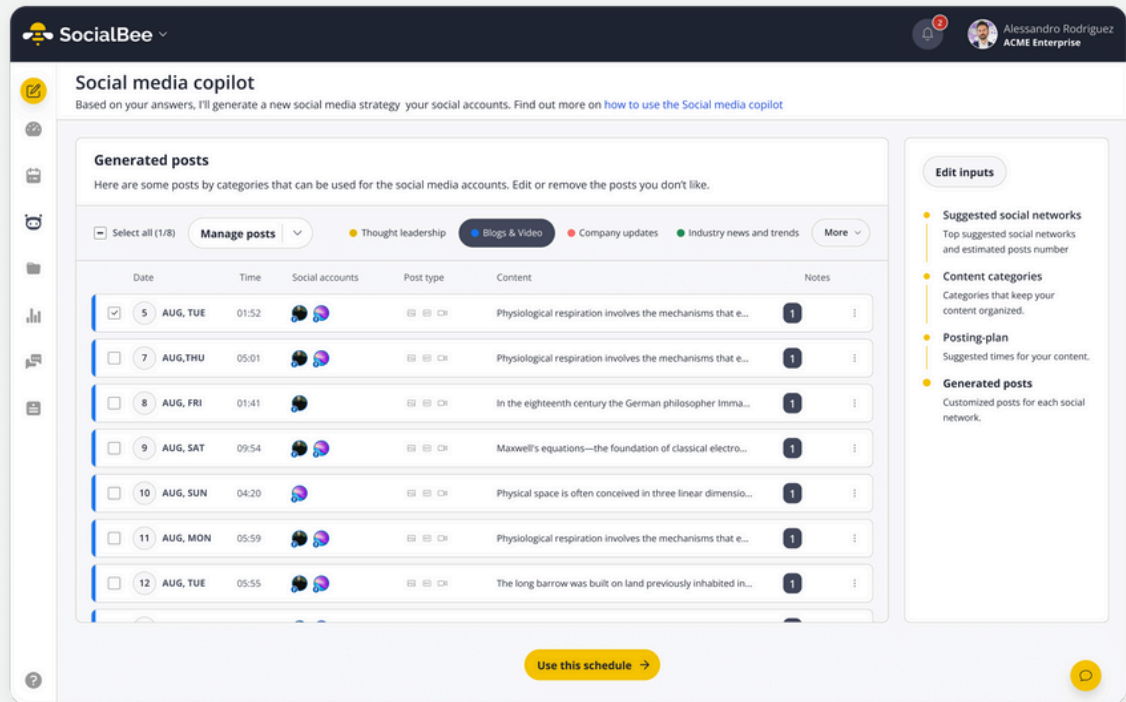 SocialBee
2
Alessandro Rodriguez
ACME Enterprise
Social media copilot
Based on your answers, I'll generate a new social media strategy your social accounts. Find out more on how to use the Social media copilot
Generated posts
Here are some posts by categories that can be used for the social media accounts. Edit or remove the posts you don't like.
Select all (1/8) Manage posts Thought leadership Blogs & Video Company updates Industry news and trends More
Date Time Social accounts Post type Content Notes
5 AUG, TUE 01:52 Physiological respiration involves the mechanisms that e... 1
7 AUG,THU 05:01 Physiological respiration involves the mechanisms that e... 1
8 AUG, FRI 01:41 In the eighteenth century the German philosopher Imma... 1
9 AUG, SAT 09:54 Maxwell's equations—the foundation of classical electro... 1
10 AUG, SUN 04:20 Physical space is often conceived in three linear dimensio... 1
11 AUG, MON 05:59 Physiological respiration involves the mechanisms that e... 1
12 AUG, TUE 05:55 The long barrow was built on land previously inhabited in... 1
Use this schedule →
Edit inputs
Suggested social networks
Top suggested social networks
and estimated posts number
Content categories
Categories that keep your
content organized.
Posting-plan
Suggested times for your content.
Generated posts
Customized posts for each social
network.
?